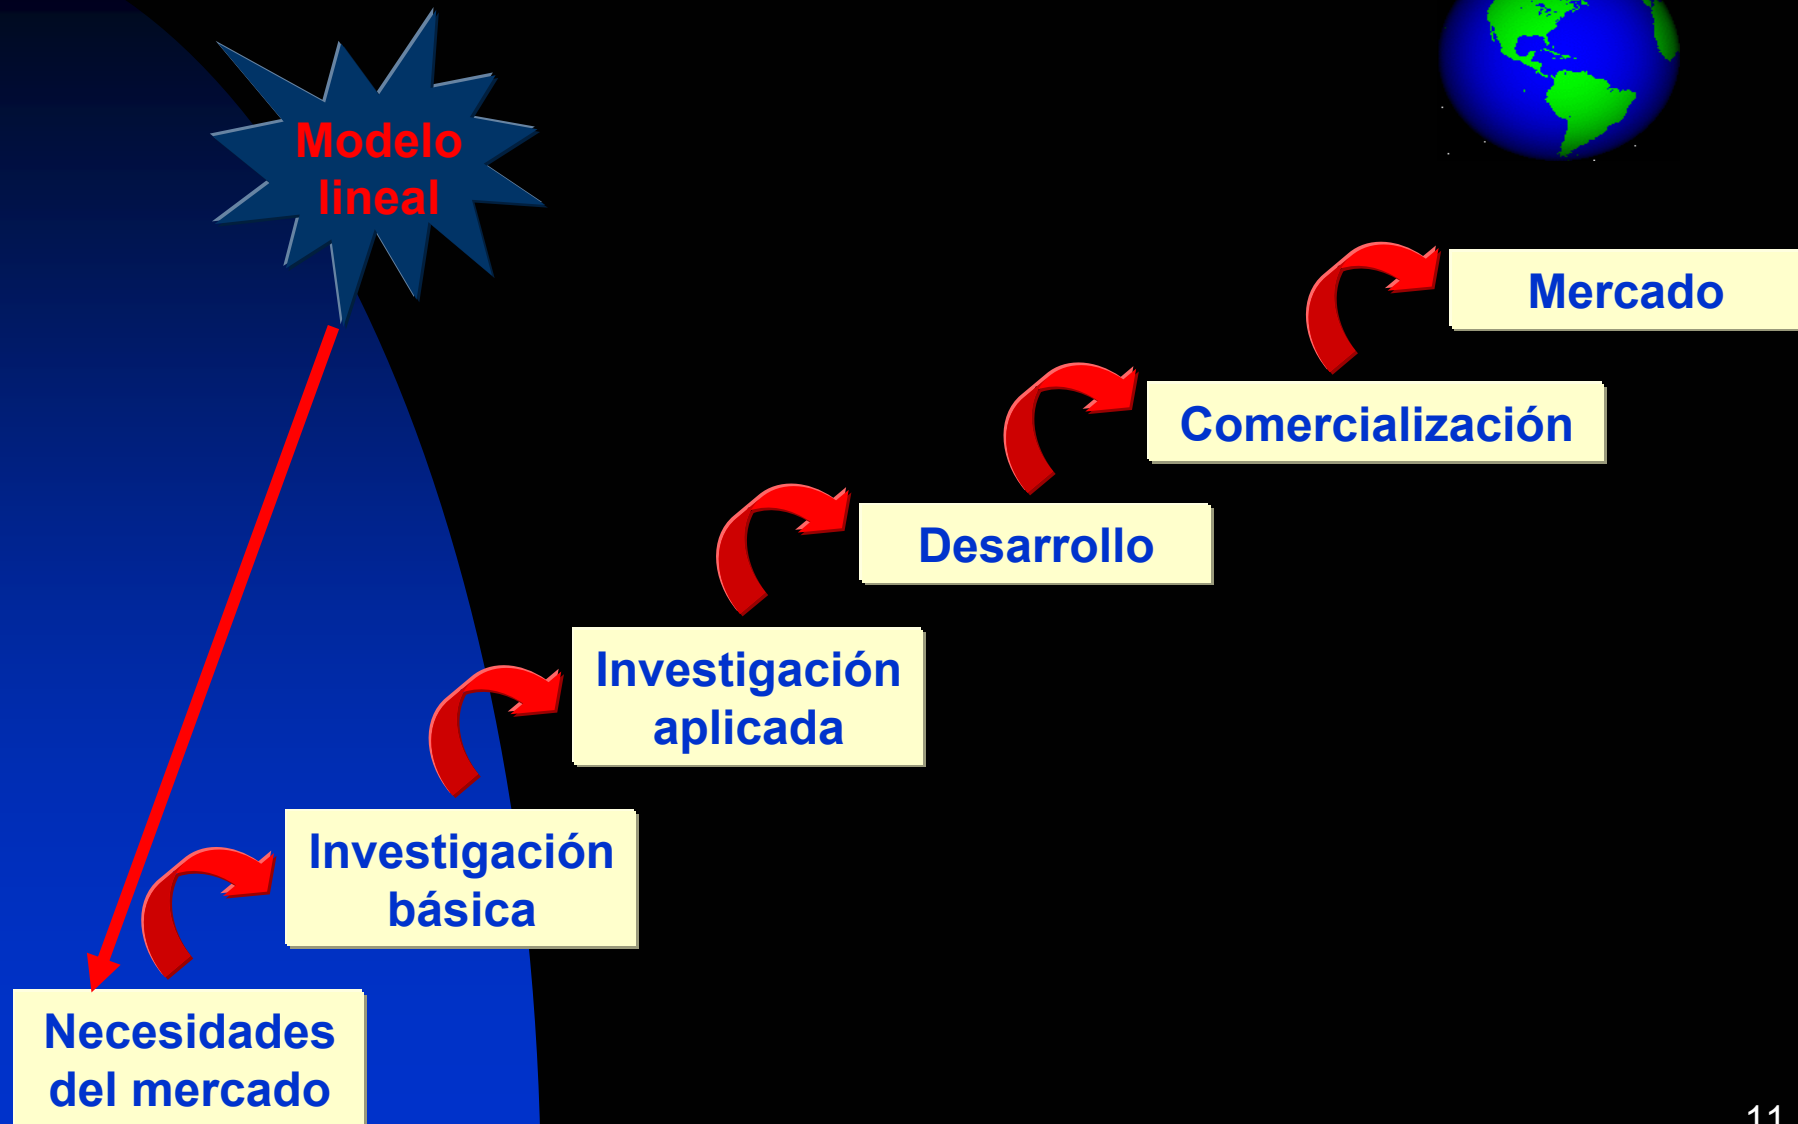 Modelo
lineal
Mercado
Comercialización
Desarrollo
Investigación
aplicada
Investigación
básica
Necesidades
del mercado
11